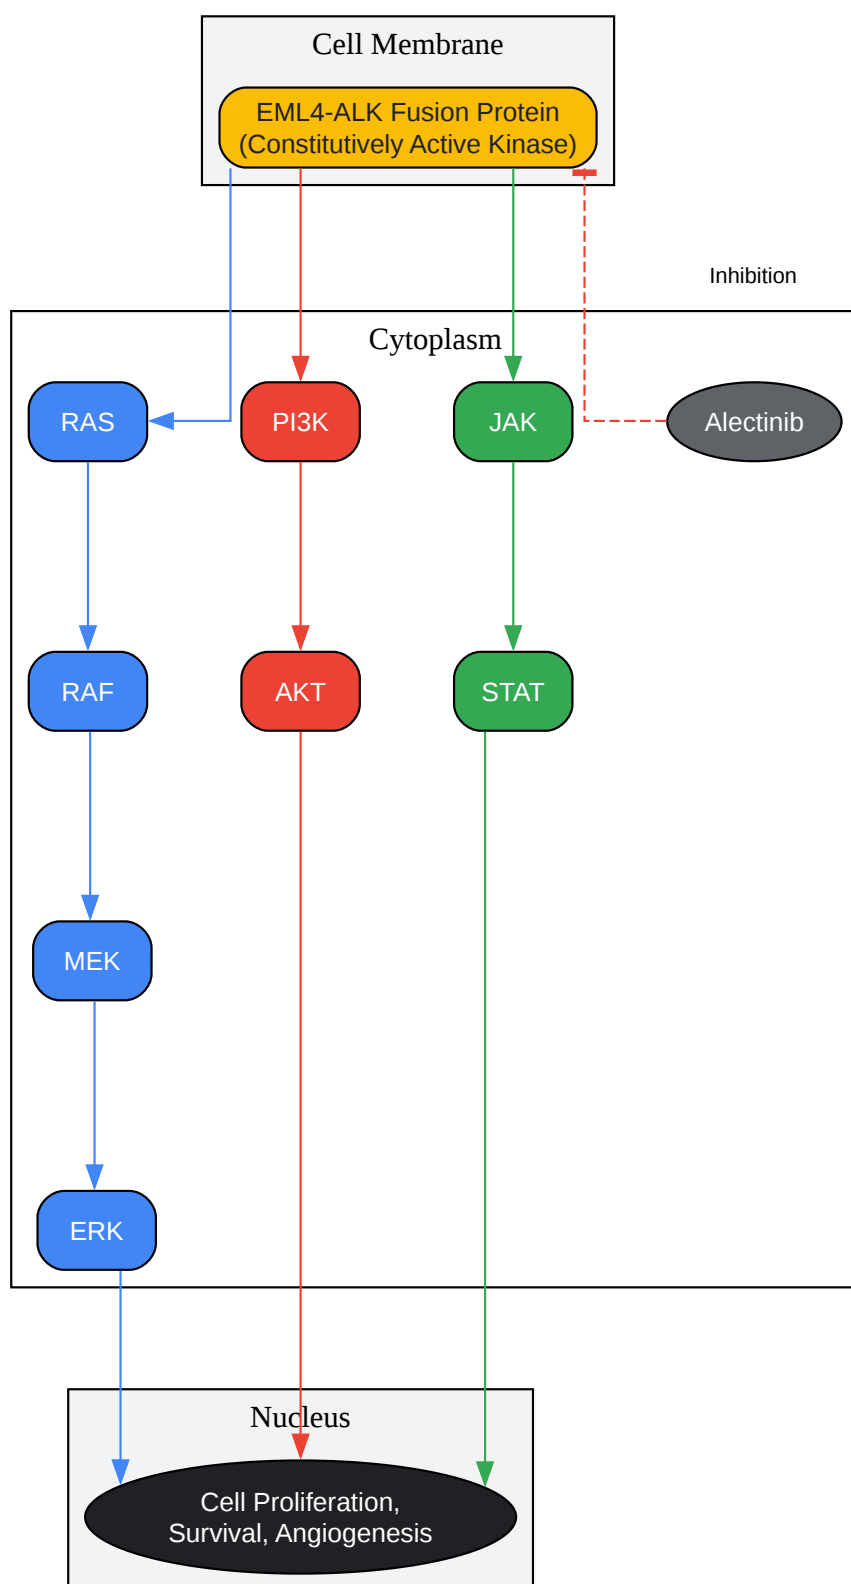 Cell Membrane
EML4-ALK Fusion Protein
(Constitutively Active Kinase)
Inhibition
Cytoplasm
RAS
PI3K
JAK
Alectinib
RAF
AKT
STAT
MEK
ERK
Nucleus
Cell Proliferation,
Survival, Angiogenesis